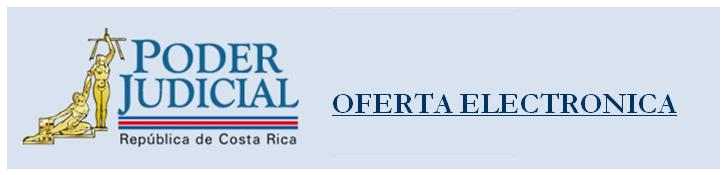 PODER
JUDICIAL
República de Costa Rica
OFERTA ELECTRONICA